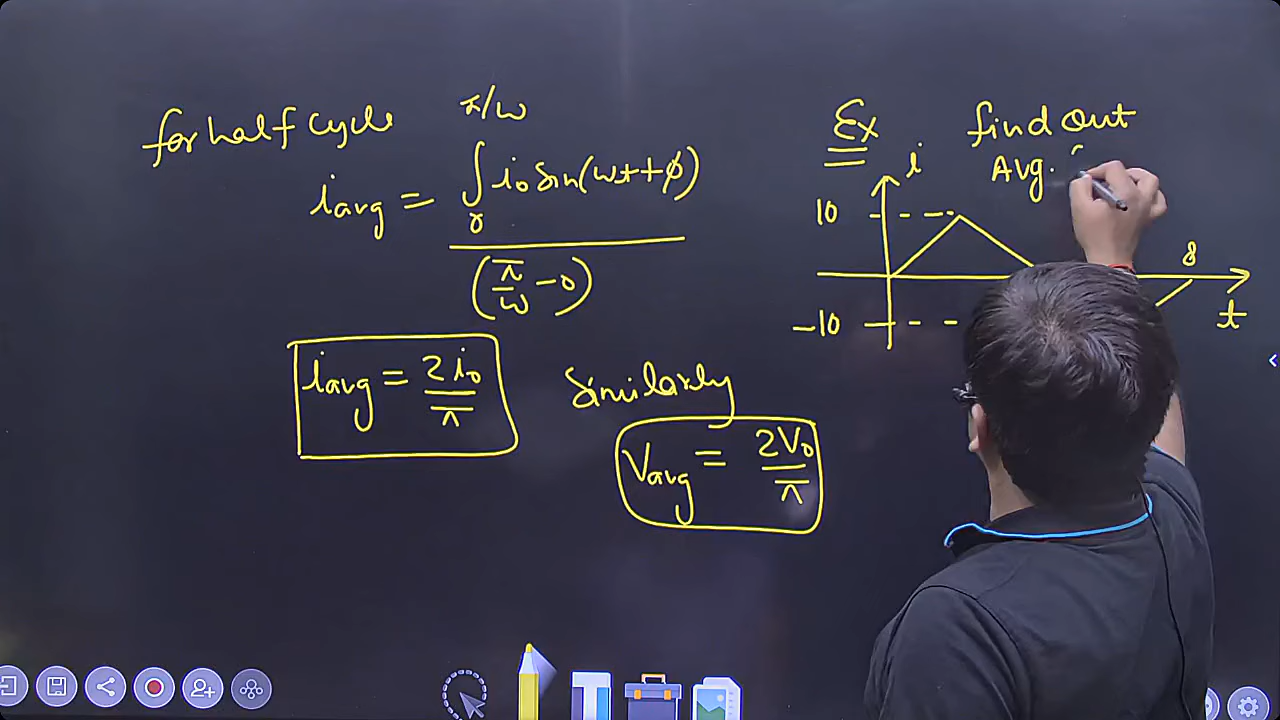 for half cycle
π/ω
i_avg = ∫ i₀ sin(ωt+ϕ)
0
(π/ω − 0)
i_avg = 2i₀/π
Similarly
V_avg = 2V₀/π
Ex find out
Avg.
i
10
8
-10
t